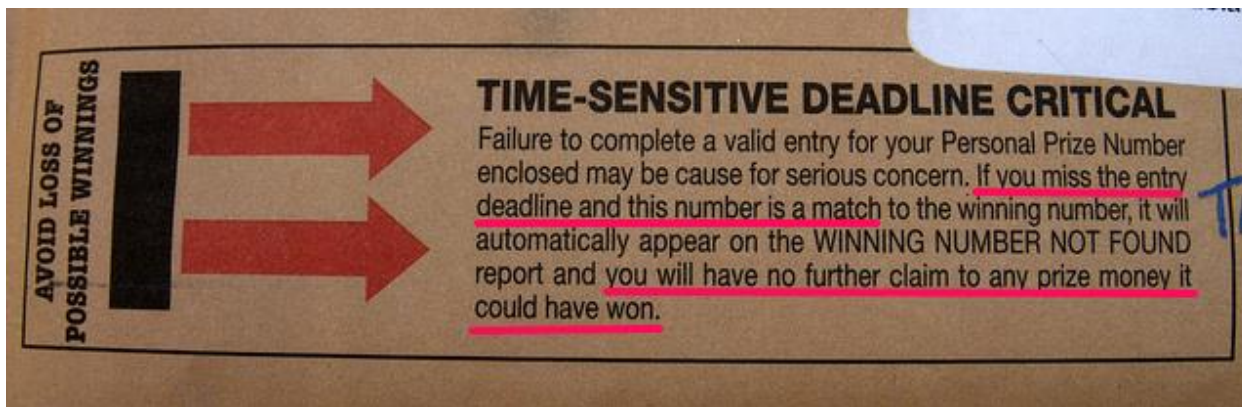 AVOID LOSS OF
POSSIBLE WINNINGS
TIME-SENSITIVE DEADLINE CRITICAL
Failure to complete a valid entry for your Personal Prize Number
enclosed may be cause for serious concern. If you miss the entry
deadline and this number is a match to the winning number, it will
automatically appear on the WINNING NUMBER NOT FOUND
report and you will have no further claim to any prize money it
could have won.